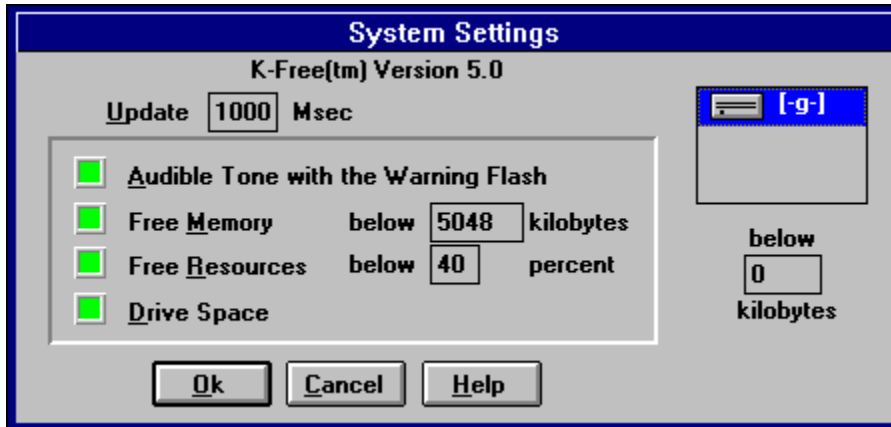 System Settings
K-Free(tm) Version 5.0
Update 1000 Msec
[-g-]
Audible Tone with the Warning Flash
Free Memory below 5048 kilobytes
Free Resources below 40 percent
Drive Space
below
0
kilobytes
Ok Cancel Help